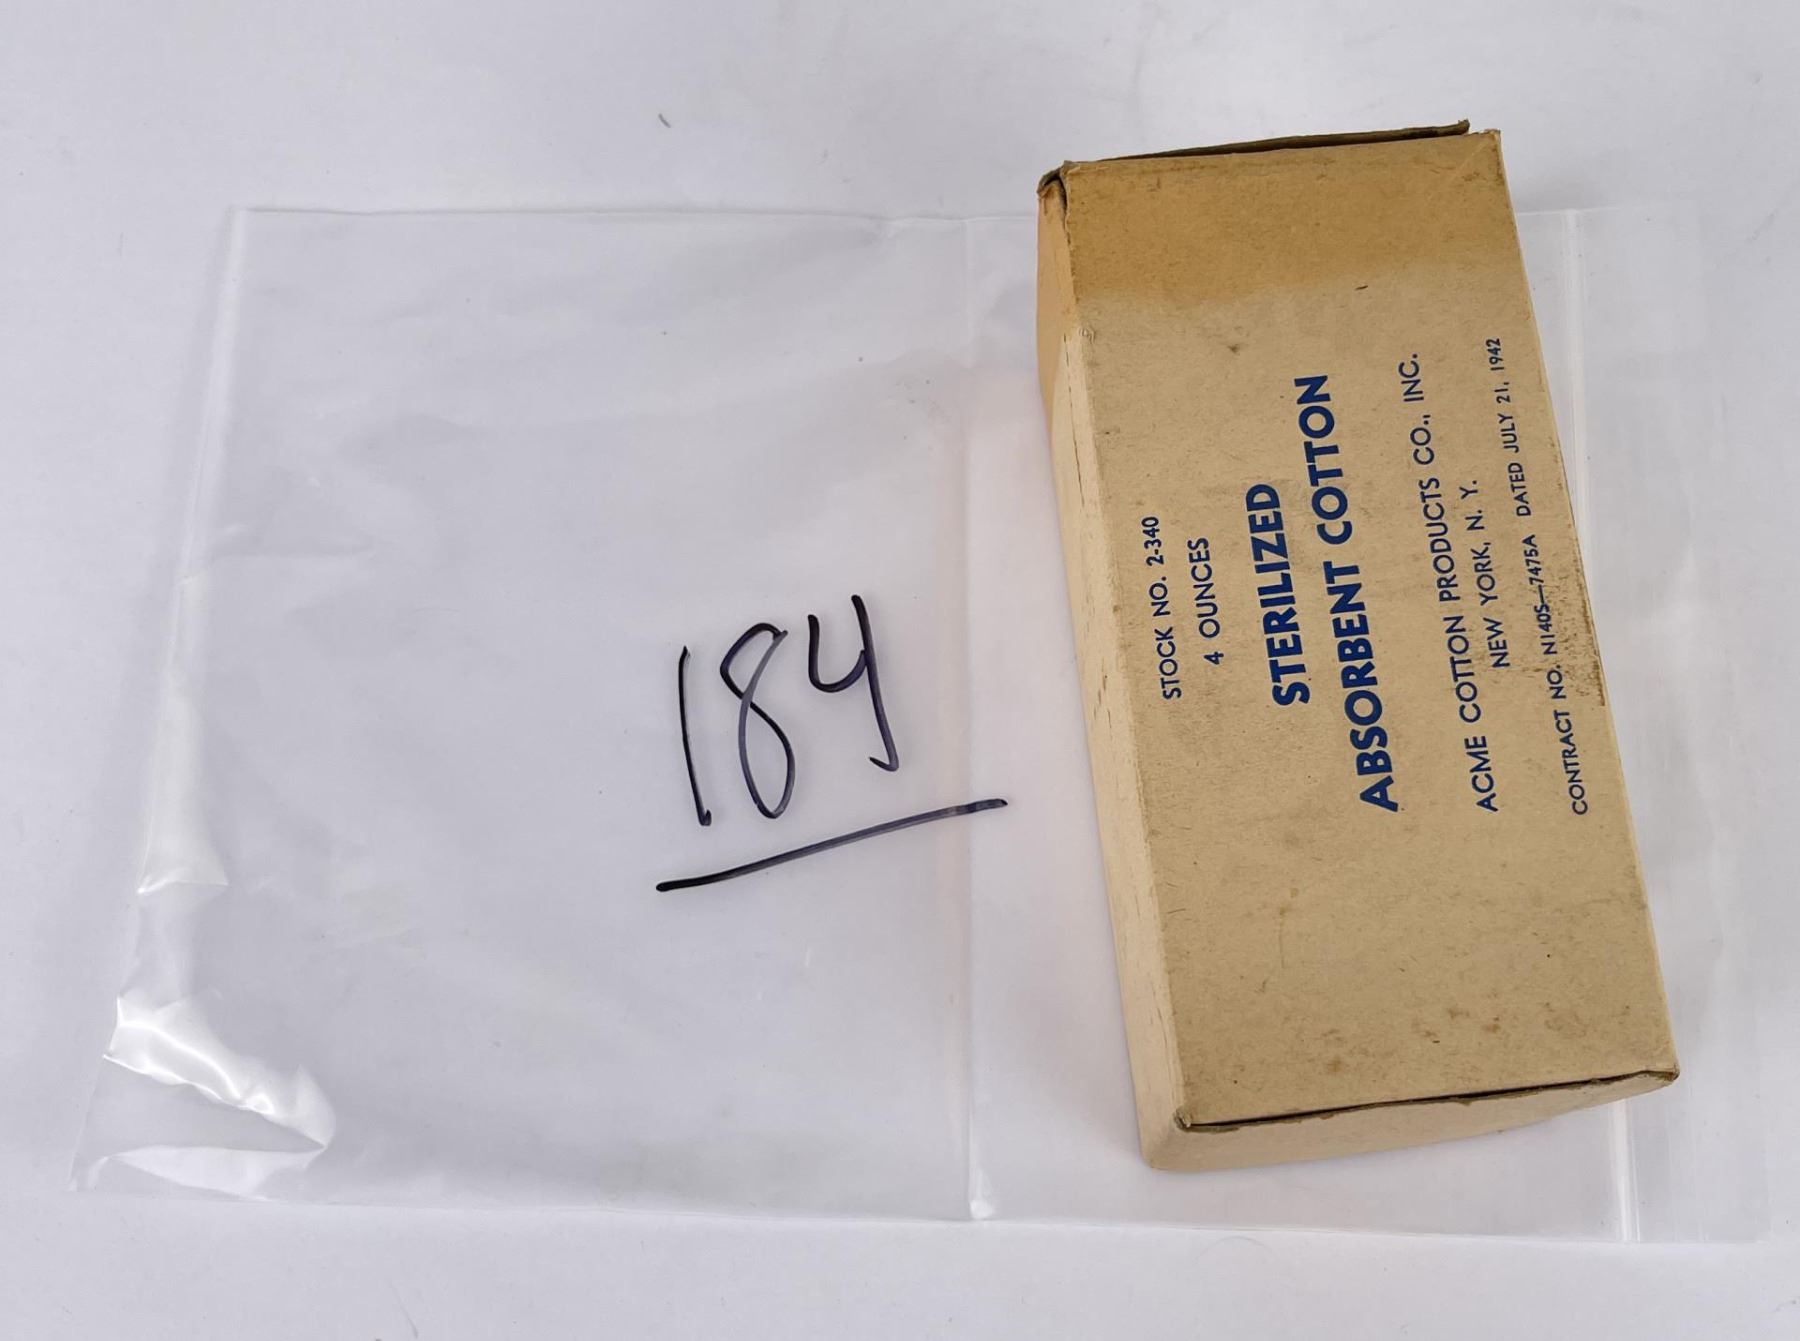 184
STOCK NO. 2-340
4 OUNCES
STERILIZED
ABSORBENT COTTON
ACME COTTON PRODUCTS CO., INC.
NEW YORK, N. Y.
CONTRACT NO. N140S—7475A DATED JULY 21, 1942